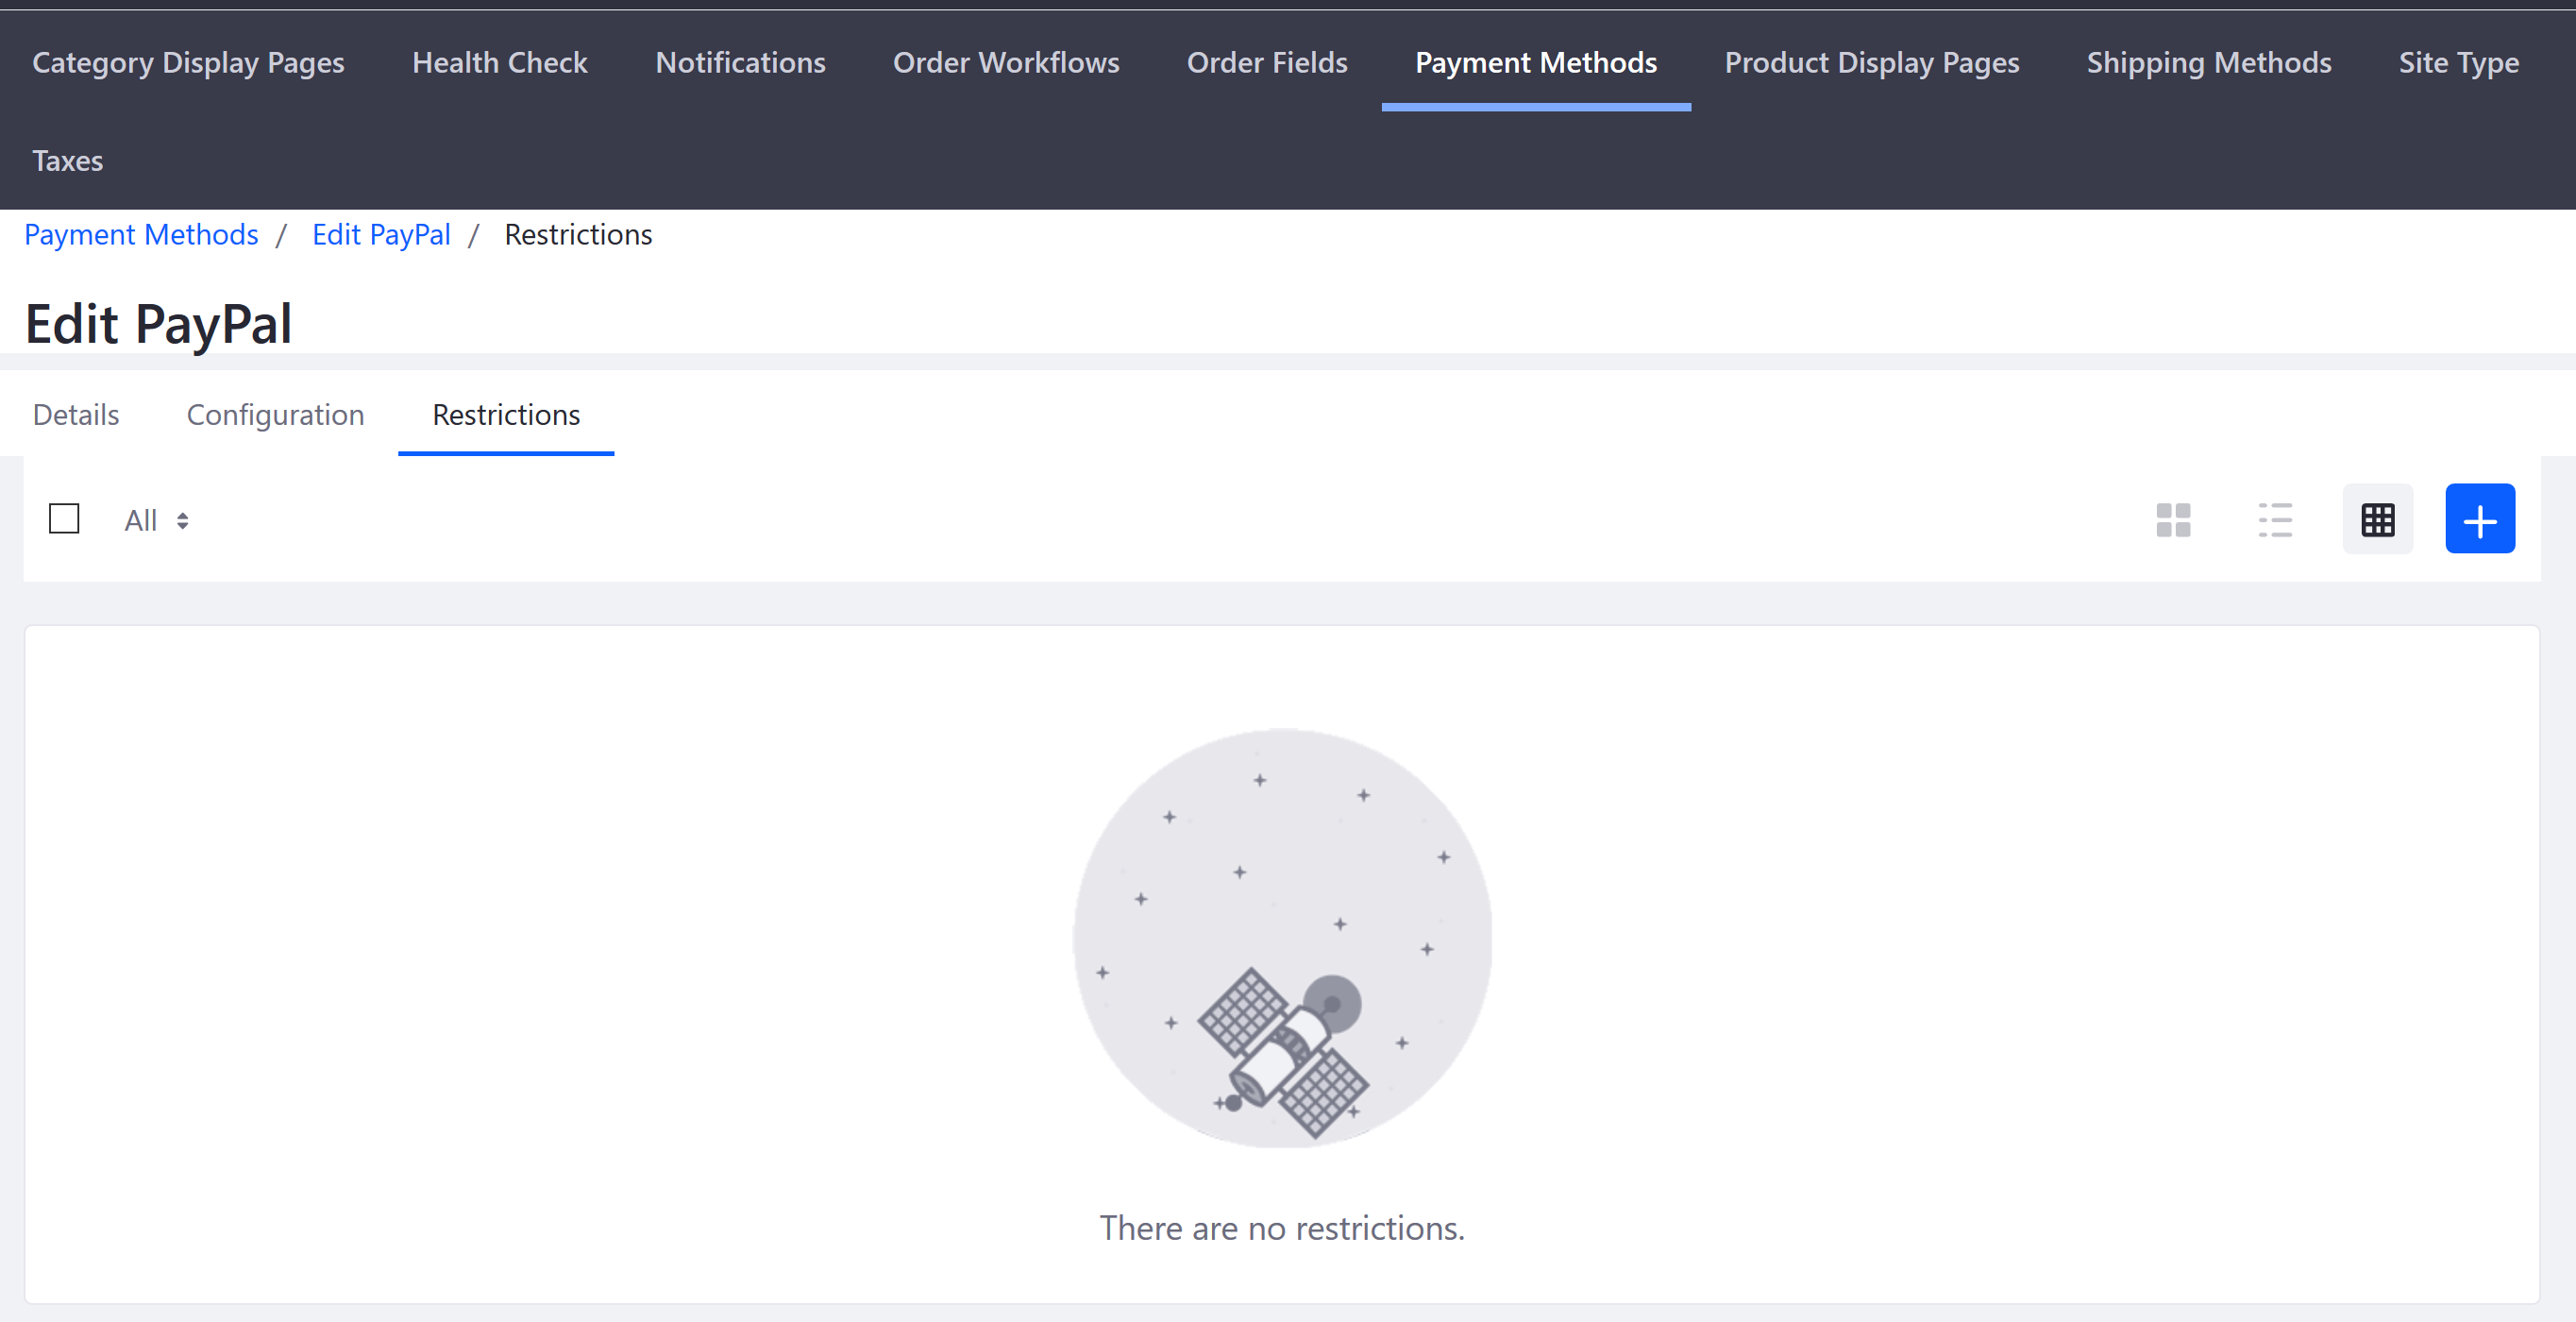 Category Display Pages Health Check Notifications Order Workflows Order Fields Payment Methods Product Display Pages Shipping Methods Site Type
Taxes
Payment Methods / Edit PayPal / Restrictions
Edit PayPal
Details Configuration Restrictions
All
There are no restrictions.